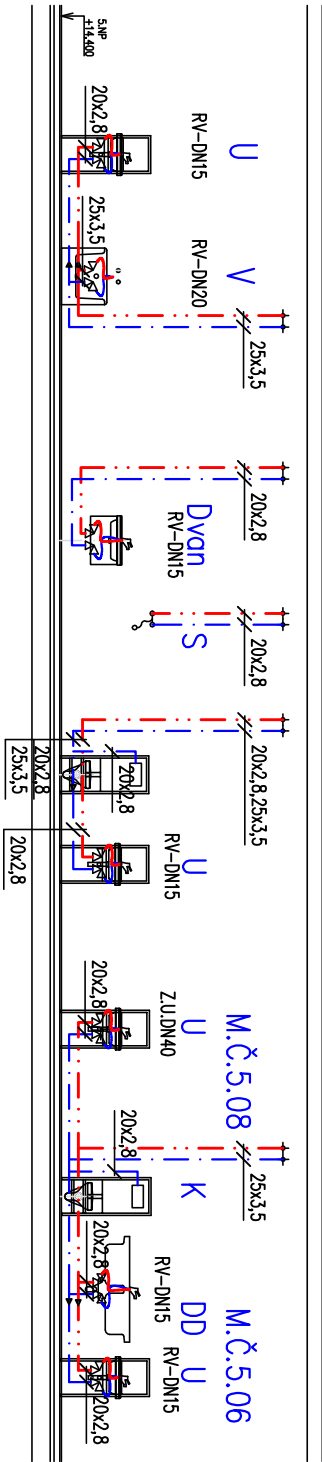 5.NP
+14.400
20x2,8
RV-DN15
U
25x3,5
RV-DN20
V
25x3,5
20x2,8
Dvan
RV-DN15
S
20x2,8
20x2,8,25x3,5
20x2,8
25x3,5
20x2,8
20x2,8
RV-DN15
U
20x2,8
Z.U.DN40
U
M.Č.5.08
20x2,8
25x3,5
K
20x2,8
RV-DN15
DD
M.Č.5.06
U
RV-DN15
20x2,8